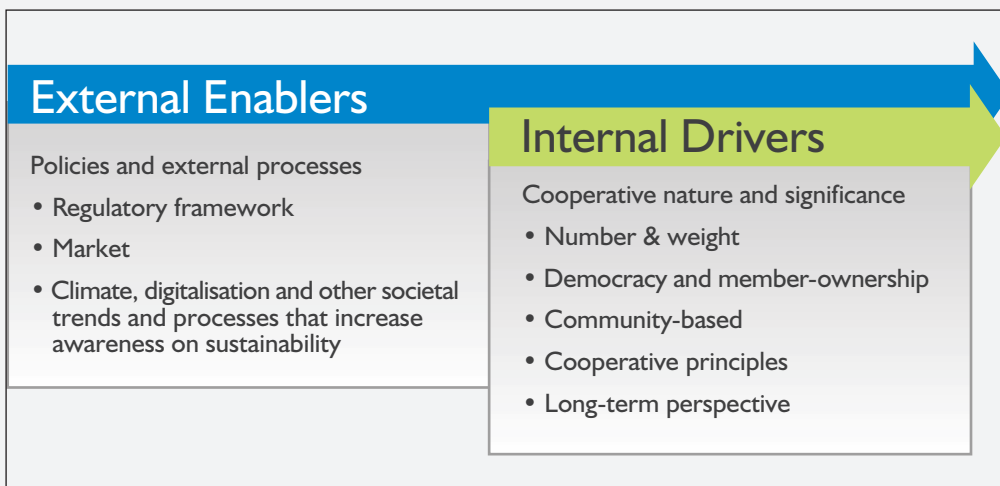 External Enablers
Policies and external processes
• Regulatory framework
• Market
• Climate, digitalisation and other societal
trends and processes that increase
awareness on sustainability
Internal Drivers
Cooperative nature and significance
• Number & weight
• Democracy and member-ownership
• Community-based
• Cooperative principles
• Long-term perspective